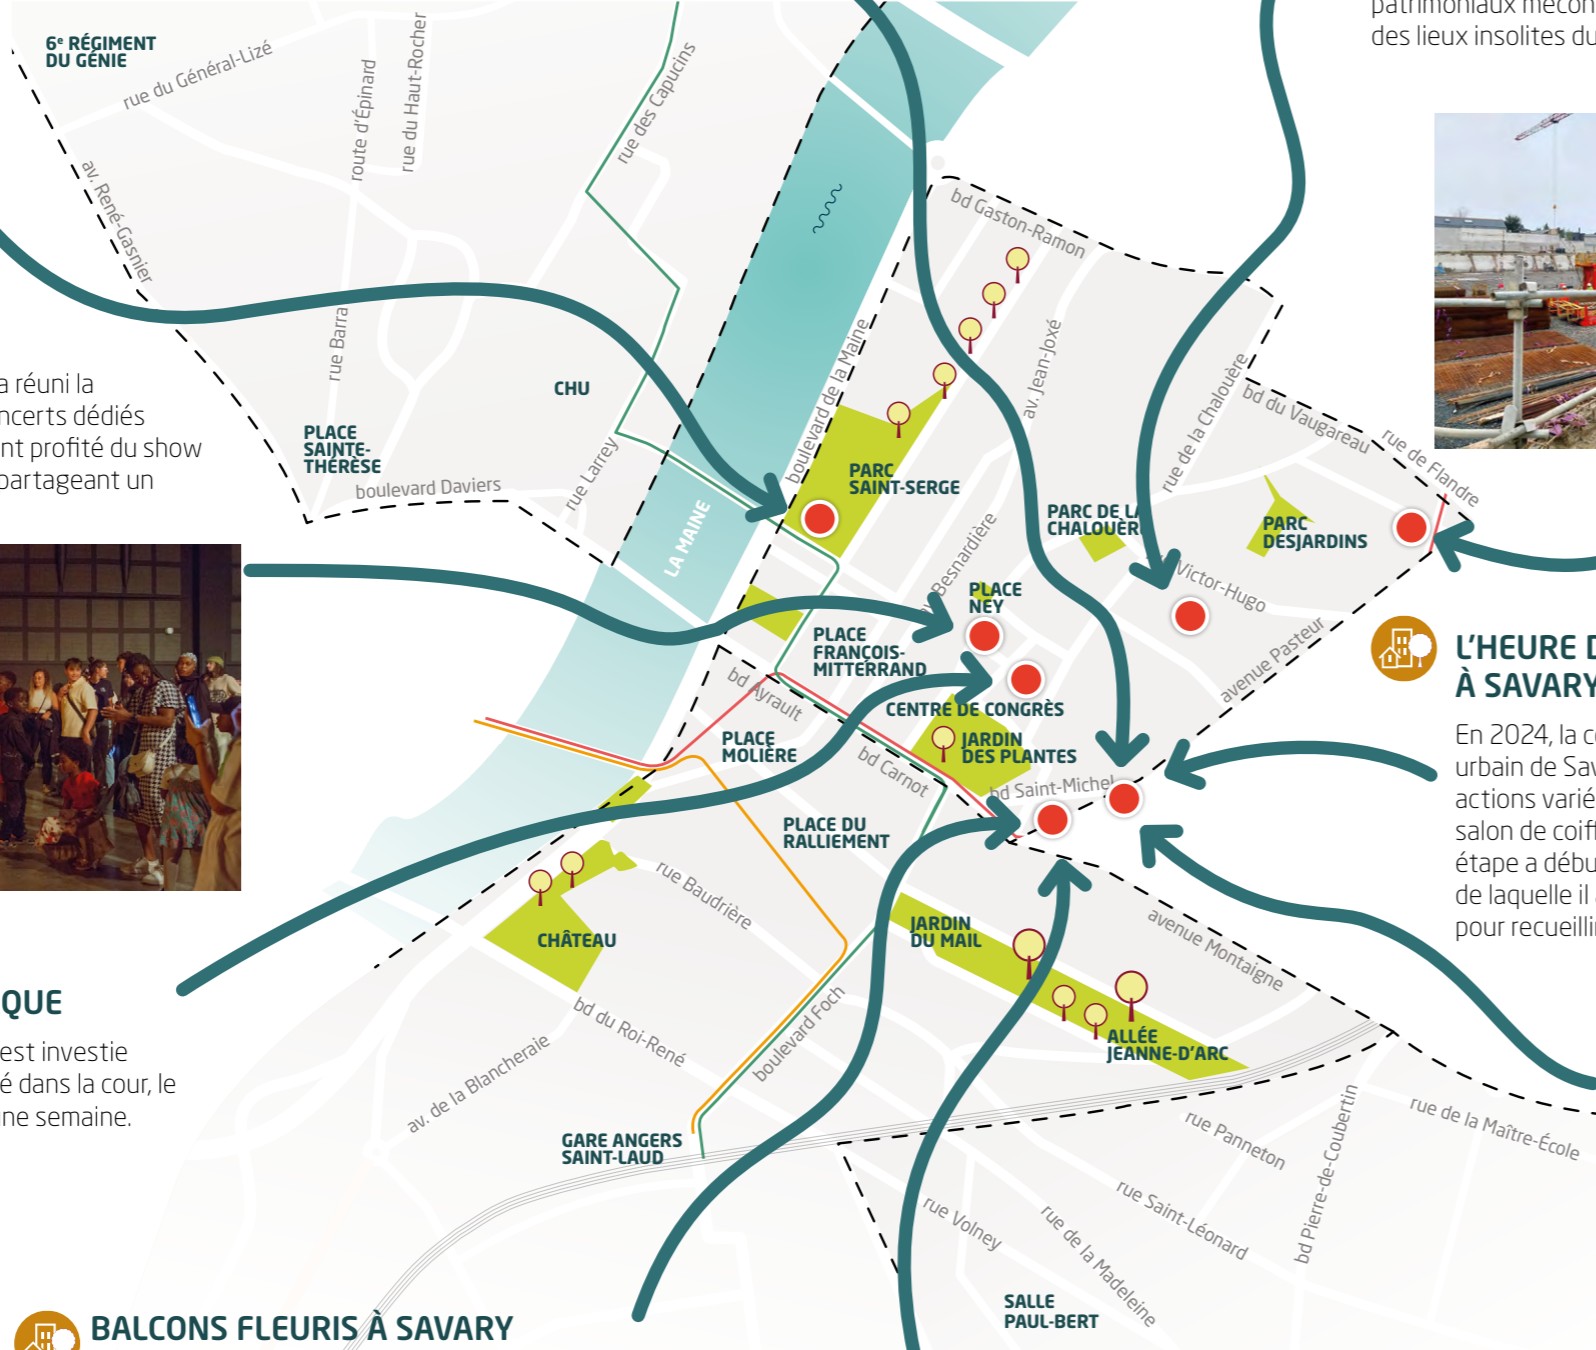 patrimoniaux mécon
des lieux insolites du
6e RÉGIMENT
DU GÉNIE
rue du Général-Lizé
route d'Épinard
rue du Haut-Rocher
rue des Capucins
av. René-Gasnier
bd Gaston-Ramon
rue Barra
boulevard de la Maine
av. Jean-Joxé
rue de la Chalouère
bd du Vaugareau
rue de Flandre
a réuni la
ncerts dédiés
nt profité du show
partageant un
CHU
PLACE
SAINTE-
THÉRÈSE
boulevard Daviers
rue Larrey
LA MAINE
PARC
SAINT-SERGE
PARC DE LA
CHALOUÈR
PARC
DESJARDINS
Besnardière
Victor-Hugo
avenue Pasteur
PLACE
NEY
PLACE
FRANÇOIS-
MITTERRAND
bd Ayrault
CENTRE DE CONGRÈS
PLACE
MOLIÈRE
JARDIN
DES PLANTES
bd Carnot
bd Saint-Michel
L'HEURE D
À SAVARY
En 2024, la c
urbain de Sav
actions varié
salon de coiff
étape a débu
de laquelle il
pour recueilli
PLACE DU
RALLIEMENT
rue Baudrière
CHÂTEAU
JARDIN
DU MAIL
avenue Montaigne
QUE
est investie
é dans la cour, le
une semaine.
bd du Roi-René
boulevard Foch
av. de la Blancheraie
ALLÉE
JEANNE-D'ARC
GARE ANGERS
SAINT-LAUD
rue Panneton
bd Pierre-de-Coubertin
rue de la Maître-École
rue Volney
rue de la Madeleine
rue Saint-Léonard
SALLE
PAUL-BERT
BALCONS FLEURIS À SAVARY